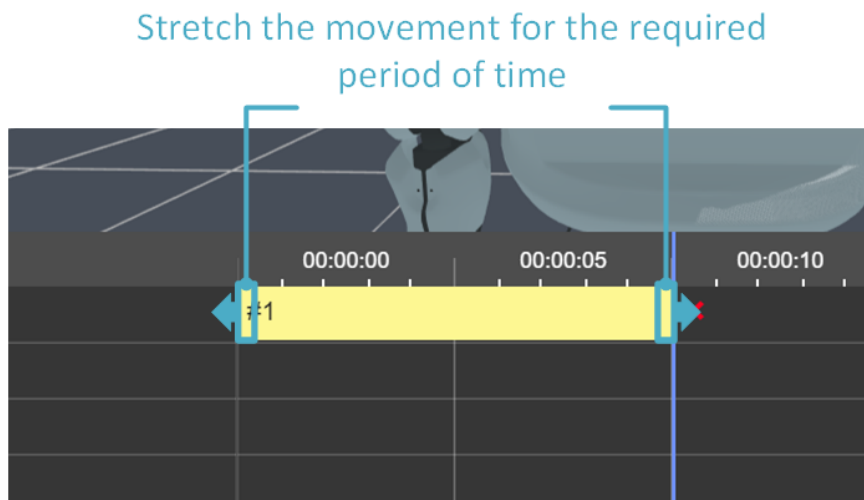 Stretch the movement for the required
period of time
00:00:00 00:00:05 00:00:10
#1